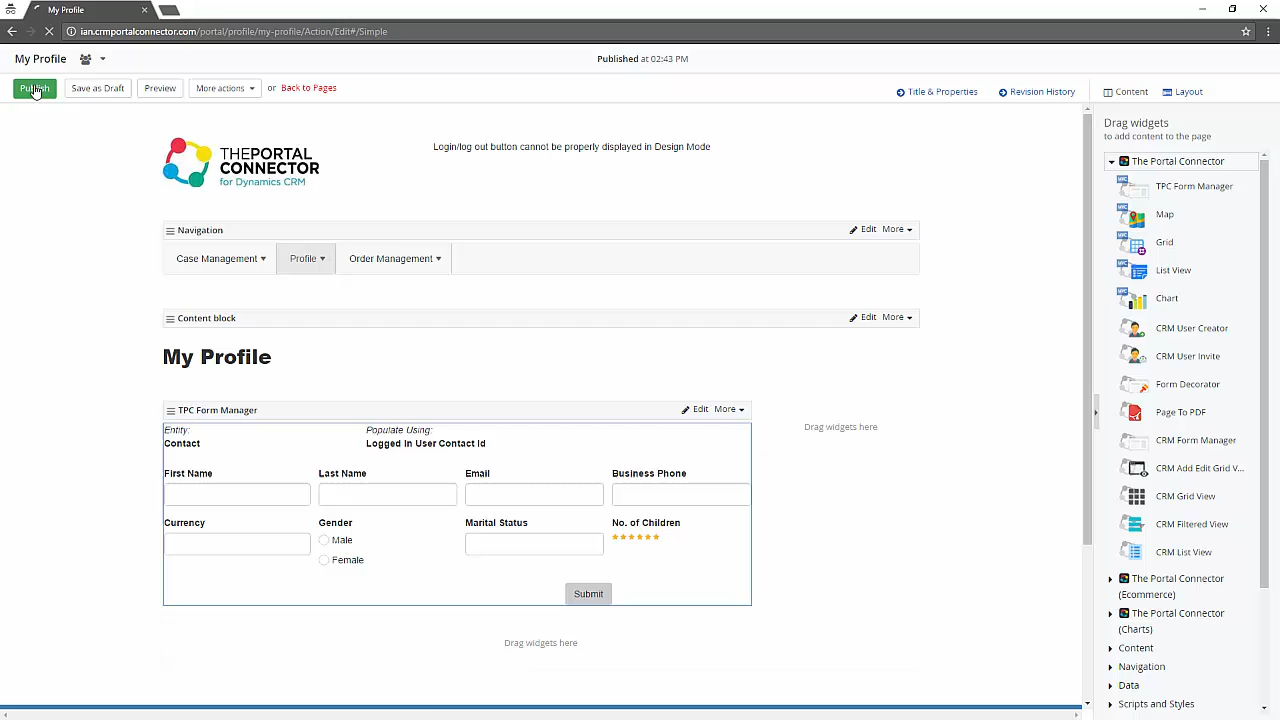 My Profile
ian.crmportalconnector.com/portal/profile/my-profile/Action/Edit#/Simple
My Profile
Published at 02:43 PM
Publish
Save as Draft
Preview
More actions
or
Back to Pages
Title & Properties
Revision History
Content
Layout
THEPORTAL
CONNECTOR
for Dynamics CRM
Login/log out button cannot be properly displayed in Design Mode
Navigation
Edit More
Case Management
Profile
Order Management
Content block
Edit More
My Profile
TPC Form Manager
Edit More
Entity:
Populate Using:
Contact
Logged In User Contact Id
First Name
Last Name
Email
Business Phone
Currency
Gender
Marital Status
No. of Children
Male
Female
Submit
Drag widgets here
Drag widgets here
Drag widgets
to add content to the page
The Portal Connector
TPC Form Manager
Map
Grid
List View
Chart
CRM User Creator
CRM User Invite
Form Decorator
Page To PDF
CRM Form Manager
CRM Add Edit Grid V...
CRM Grid View
CRM Filtered View
CRM List View
The Portal Connector
(Ecommerce)
The Portal Connector
(Charts)
Content
Navigation
Data
Scripts and Styles